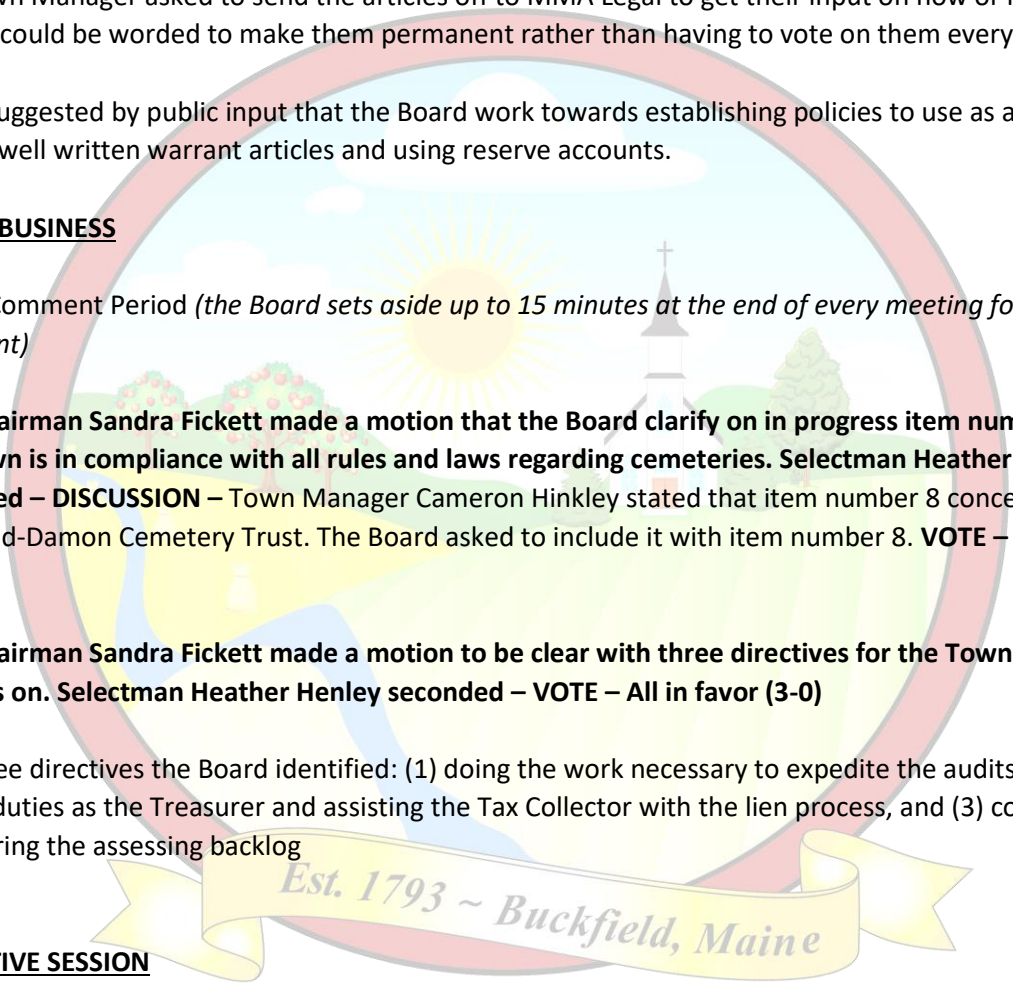 wn Manager asked to send the articles off to MMA Legal to get their input on how or
could be worded to make them permanent rather than having to vote on them every
uggested by public input that the Board work towards establishing policies to use as a
well written warrant articles and using reserve accounts.
BUSINESS
Comment Period (the Board sets aside up to 15 minutes at the end of every meeting fo
nt)
airman Sandra Fickett made a motion that the Board clarify on in progress item num
wn is in compliance with all rules and laws regarding cemeteries. Selectman Heather
ed – DISCUSSION – Town Manager Cameron Hinkley stated that item number 8 conce
d-Damon Cemetery Trust. The Board asked to include it with item number 8. VOTE –
airman Sandra Fickett made a motion to be clear with three directives for the Town
s on. Selectman Heather Henley seconded – VOTE – All in favor (3-0)
ee directives the Board identified: (1) doing the work necessary to expedite the audits
duties as the Treasurer and assisting the Tax Collector with the lien process, and (3) co
ring the assessing backlog
Est. 1793 ~ Buckfield, Maine
TIVE SESSION